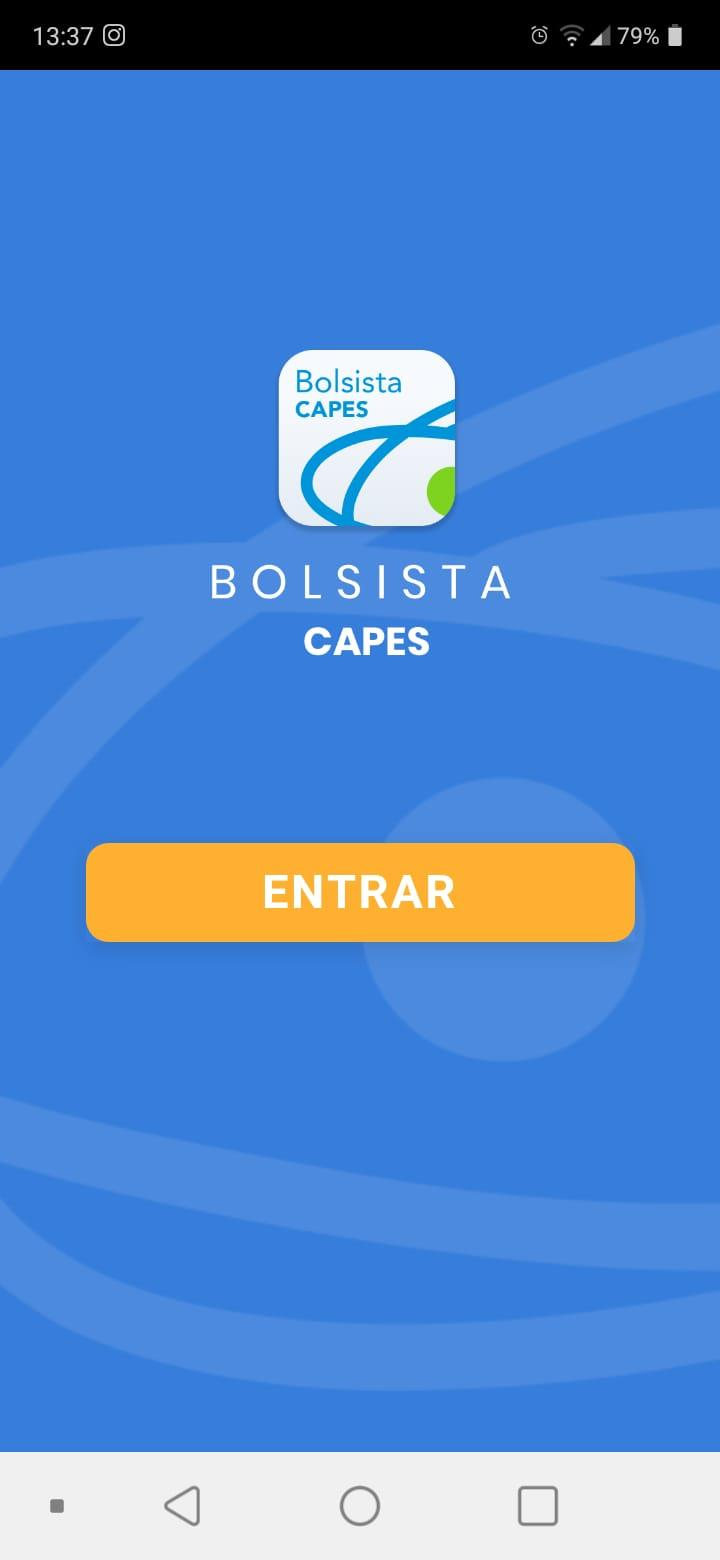 13:37 79%
Bolsista
CAPES
BOLSISTA
CAPES
ENTRAR